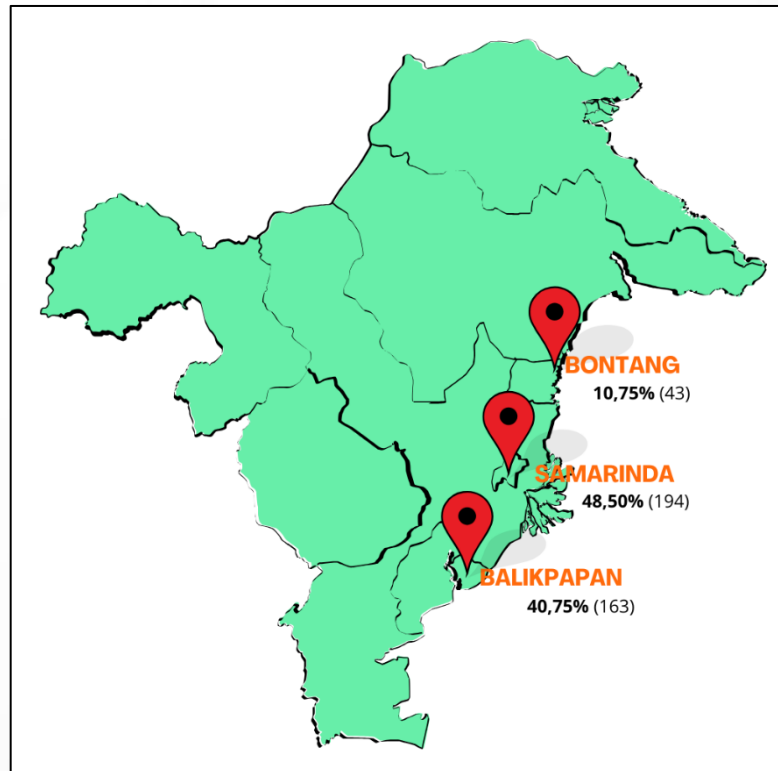 BONTANG
10,75% (43)
SAMARINDA
48,50% (194)
BALIKPAPAN
40,75% (163)